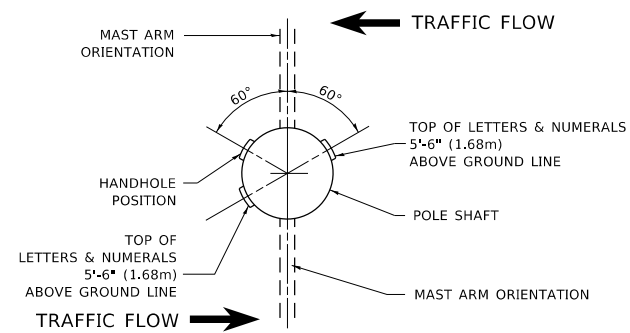 TRAFFIC FLOW
MAST ARM
ORIENTATION
60°
60°
TOP OF LETTERS & NUMERALS
5'-6" (1.68m)
ABOVE GROUND LINE
HANDHOLE
POSITION
POLE SHAFT
TOP OF
LETTERS & NUMERALS
5'-6" (1.68m)
ABOVE GROUND LINE
MAST ARM ORIENTATION
TRAFFIC FLOW